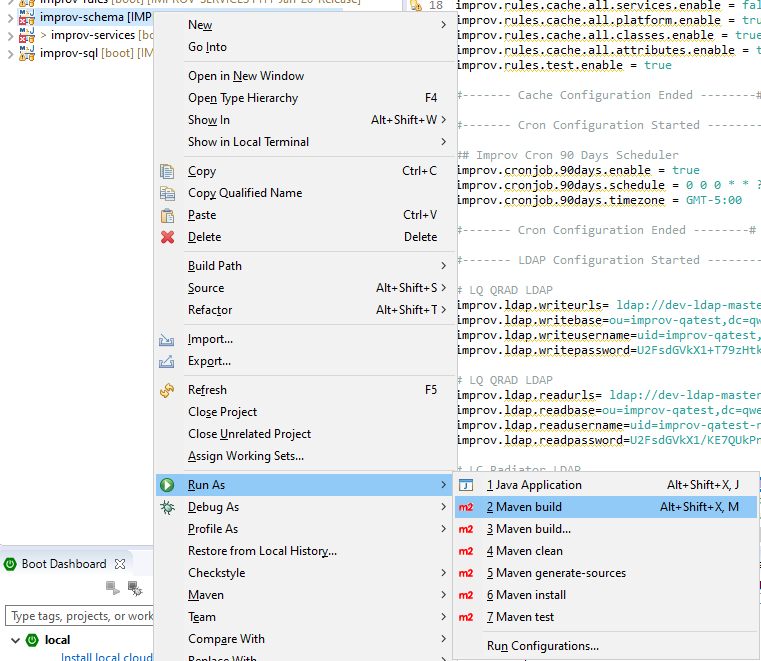 improv-rules [boot] [IMPROV-SERVICES PI1 Jan-20-Release]
improv-schema [IMP
> improv-services [bo
improv-sql [boot] [IM
New
Go Into
Open in New Window
Open Type Hierarchy F4
Show In Alt+Shift+W >
Show in Local Terminal
Copy Ctrl+C
Copy Qualified Name
Paste Ctrl+V
Delete Delete
Build Path
Source Alt+Shift+S >
Refactor Alt+Shift+T >
Import...
Export...
Refresh F5
Close Project
Close Unrelated Project
Assign Working Sets...
Run As
Debug As
Profile As
Restore from Local History...
Checkstyle
Maven
Team
Compare With
Replace With
1 Java Application Alt+Shift+X, J
m2 2 Maven build Alt+Shift+X, M
m2 3 Maven build...
m2 4 Maven clean
m2 5 Maven generate-sources
m2 6 Maven install
m2 7 Maven test
Run Configurations...
18 improv.rules.cache.all.services.enable = fal
improv.rules.cache.all.platform.enable = tru
improv.rules.cache.all.classes.enable = true
improv.rules.cache.all.attributes.enable = t
improv.rules.test.enable = true
#------- Cache Configuration Ended --------#
#------- Cron Configuration Started --------
## Improv Cron 90 Days Scheduler
improv.cronjob.90days.enable = true
improv.cronjob.90days.schedule = 0 0 0 * * ?
improv.cronjob.90days.timezone = GMT-5:00
#------- Cron Configuration Ended --------#
#------- LDAP Configuration Started --------
# LQ QRAD LDAP
improv.ldap.writeurls= ldap://dev-ldap-maste
improv.ldap.writebase=ou=improv-qatest,dc=qwe
improv.ldap.writeusername=uid=improv-qatest,
improv.ldap.writepassword=U2FsdGVkX1+T79zHtk
# LQ QRAD LDAP
improv.ldap.readurls= ldap://dev-ldap-master
improv.ldap.readbase=ou=improv-qatest,dc=qwe
improv.ldap.readusername=uid=improv-qatest-r
improv.ldap.readpassword=U2FsdGVkX1/KE7QUkPn
# LC Radiator LDAP
Boot Dashboard
Type tags, projects, or work
local
Install local cloud